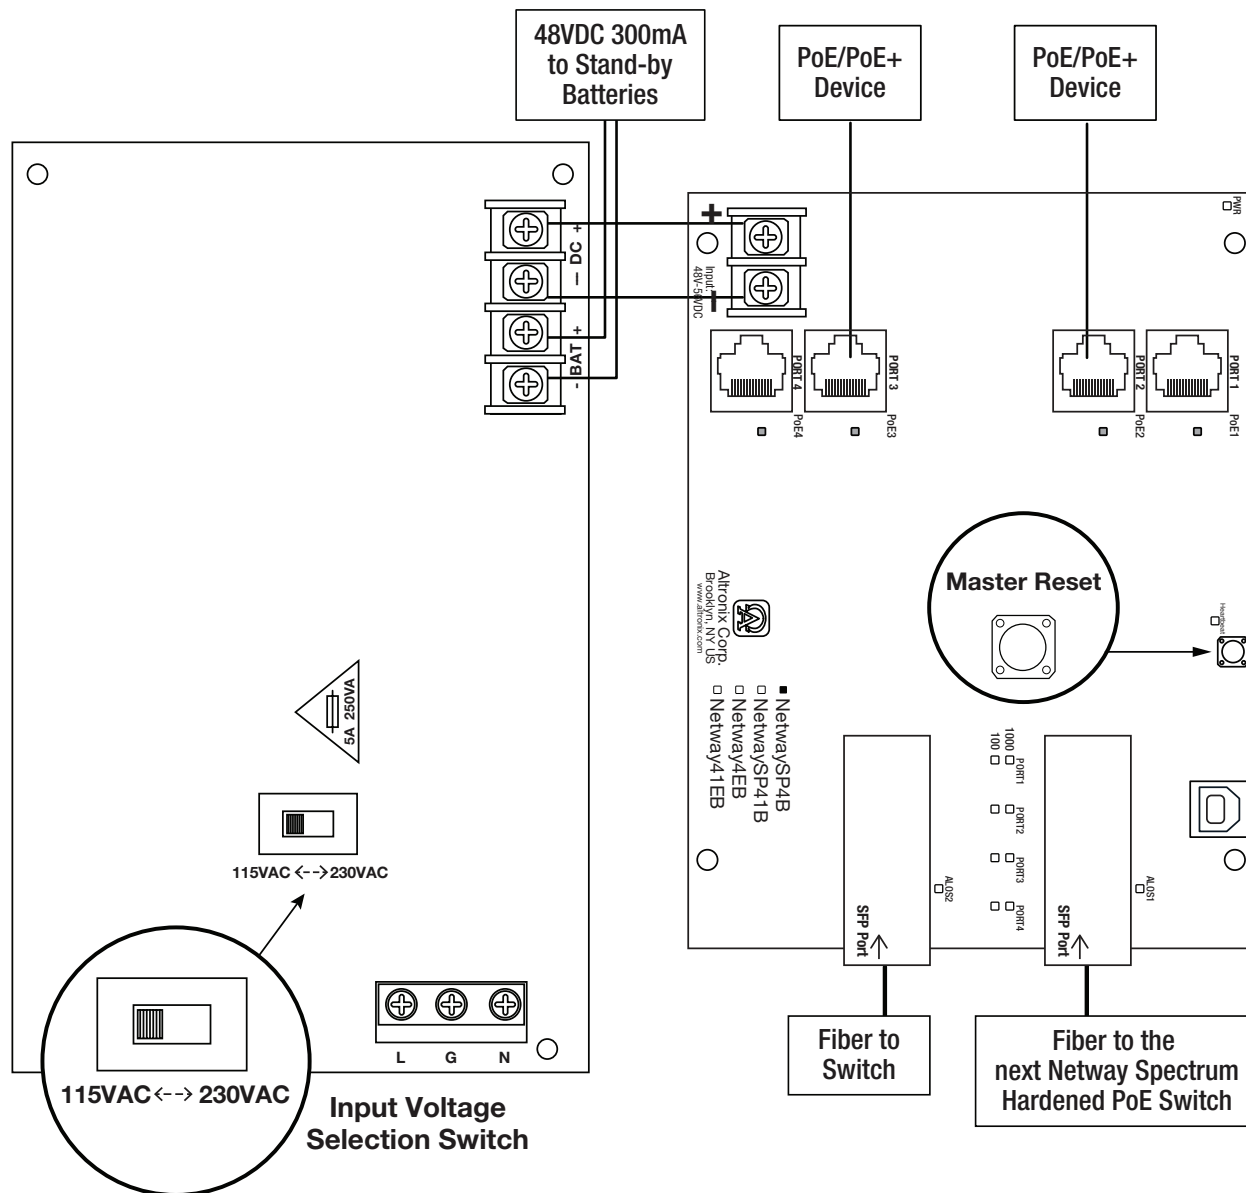 48VDC 300mA
to Stand-by
Batteries
PoE/PoE+
Device
PoE/PoE+
Device
— DC +
- BAT +
+
Input:
48V-56VDC
PWR
PORT 4
PORT 3
PORT 2
PORT 1
PoE4
PoE3
PoE2
PoE1
Master Reset
Heartbeat
Altronix Corp.
Brooklyn, NY US
www.altronix.com
■ NetwaySP4B
□ NetwaySP41B
□ Netway4EB
□ Netway41EB
5A 250VA
115VAC <--> 230VAC
115VAC <--> 230VAC
Input Voltage
Selection Switch
L G N
1000
100
PORT1
PORT2
PORT3
PORT4
ALOS2
ALOS1
SFP Port
SFP Port
Fiber to
Switch
Fiber to the
next Netway Spectrum
Hardened PoE Switch